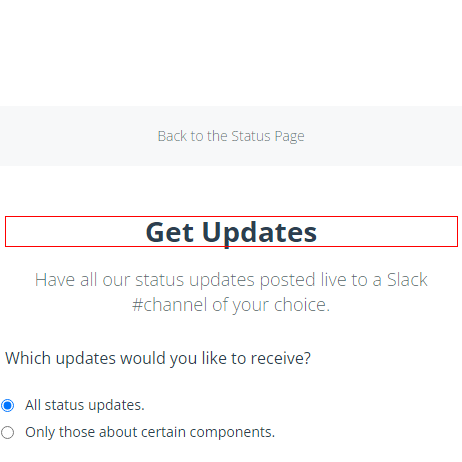 Back to the Status Page
Get Updates
Have all our status updates posted live to a Slack
#channel of your choice.
Which updates would you like to receive?
All status updates.
Only those about certain components.